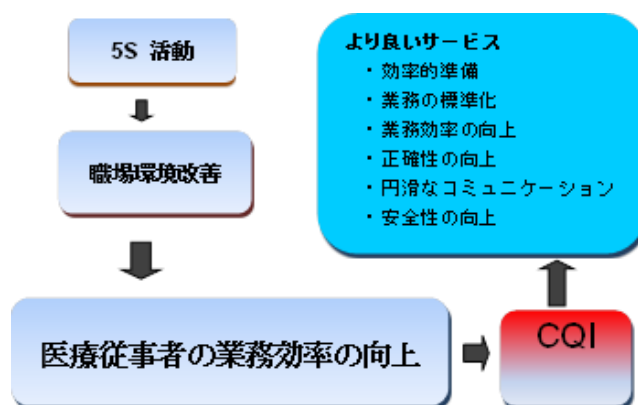 5S 活動
職場環境改善
医療従事者の業務効率の向上
CQI
より良いサービス
・効率的準備
・業務の標準化
・業務効率の向上
・正確性の向上
・円滑なコミュニケーション
・安全性の向上